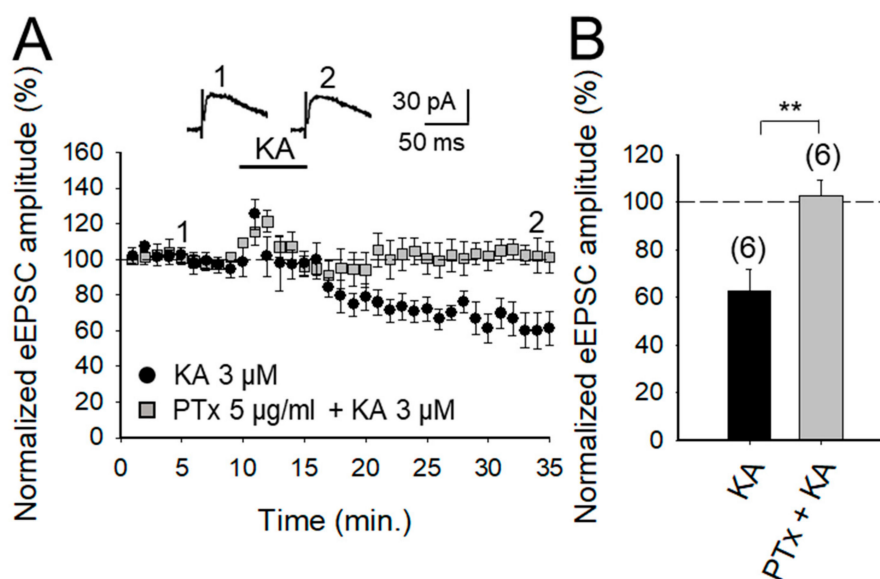 A
Normalized eEPSC amplitude (%)
1
2
30 pA
50 ms
KA
160
140
120
100
80
60
40
20
0
1
2
KA 3 µM
PTx 5 µg/ml + KA 3 µM
0 5 10 15 20 25 30 35
Time (min.)
B
Normalized eEPSC amplitude (%)
**
120
100
80
60
40
20
0
(6)
(6)
KA
PTx + KA